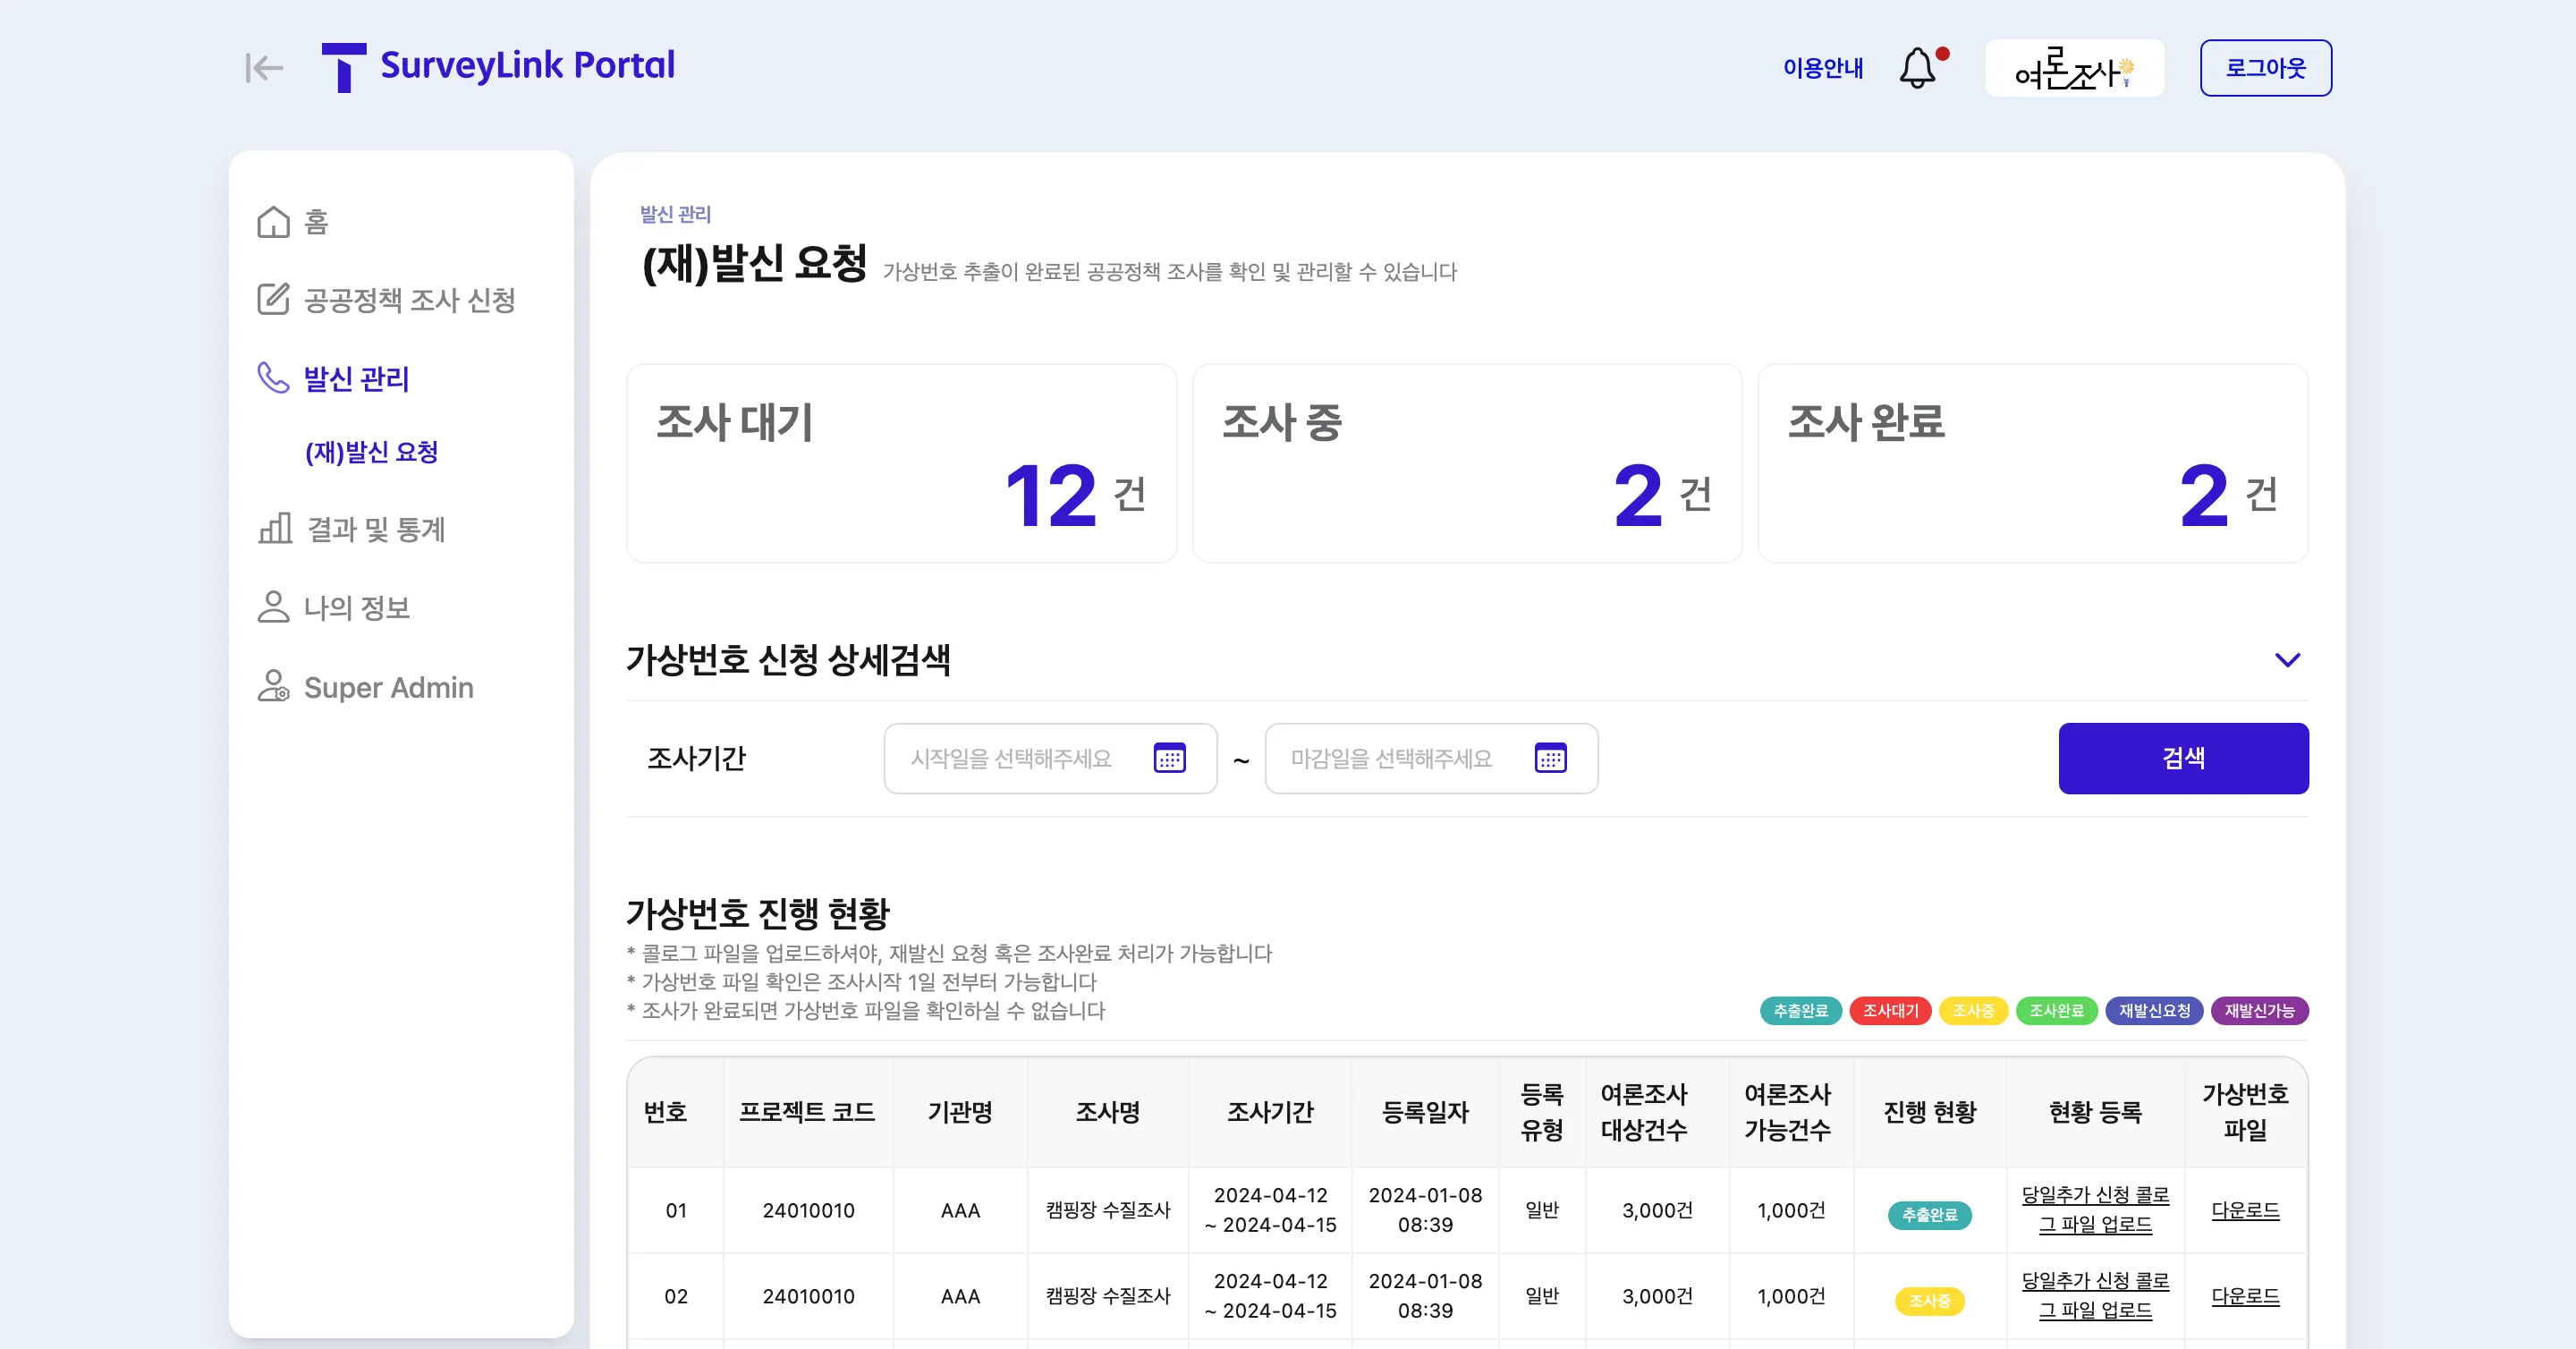 SurveyLink Portal
이용안내
여론조사
로그아웃
홈
공공정책 조사 신청
발신 관리
(재)발신 요청
결과 및 통계
나의 정보
Super Admin
발신 관리
(재)발신 요청 가상번호 추출이 완료된 공공정책 조사를 확인 및 관리할 수 있습니다
조사 대기
12 건
조사 중
2 건
조사 완료
2 건
가상번호 신청 상세검색
조사기간 시작일을 선택해주세요 ~ 마감일을 선택해주세요 검색
가상번호 진행 현황
* 콜로그 파일을 업로드하셔야, 재발신 요청 혹은 조사완료 처리가 가능합니다
* 가상번호 파일 확인은 조사시작 1일 전부터 가능합니다
* 조사가 완료되면 가상번호 파일을 확인하실 수 없습니다
추출완료 조사대기 조사중 조사완료 재발신요청 재발신가능
번호
프로젝트 코드
기관명
조사명
조사기간
등록일자
등록
유형
여론조사
대상건수
여론조사
가능건수
진행 현황
현황 등록
가상번호
파일
01
24010010
AAA
캠핑장 수질조사
2024-04-12
~ 2024-04-15
2024-01-08
08:39
일반
3,000건
1,000건
추출완료
당일추가 신청 콜로
그 파일 업로드
다운로드
02
24010010
AAA
캠핑장 수질조사
2024-04-12
~ 2024-04-15
2024-01-08
08:39
일반
3,000건
1,000건
조사중
당일추가 신청 콜로
그 파일 업로드
다운로드